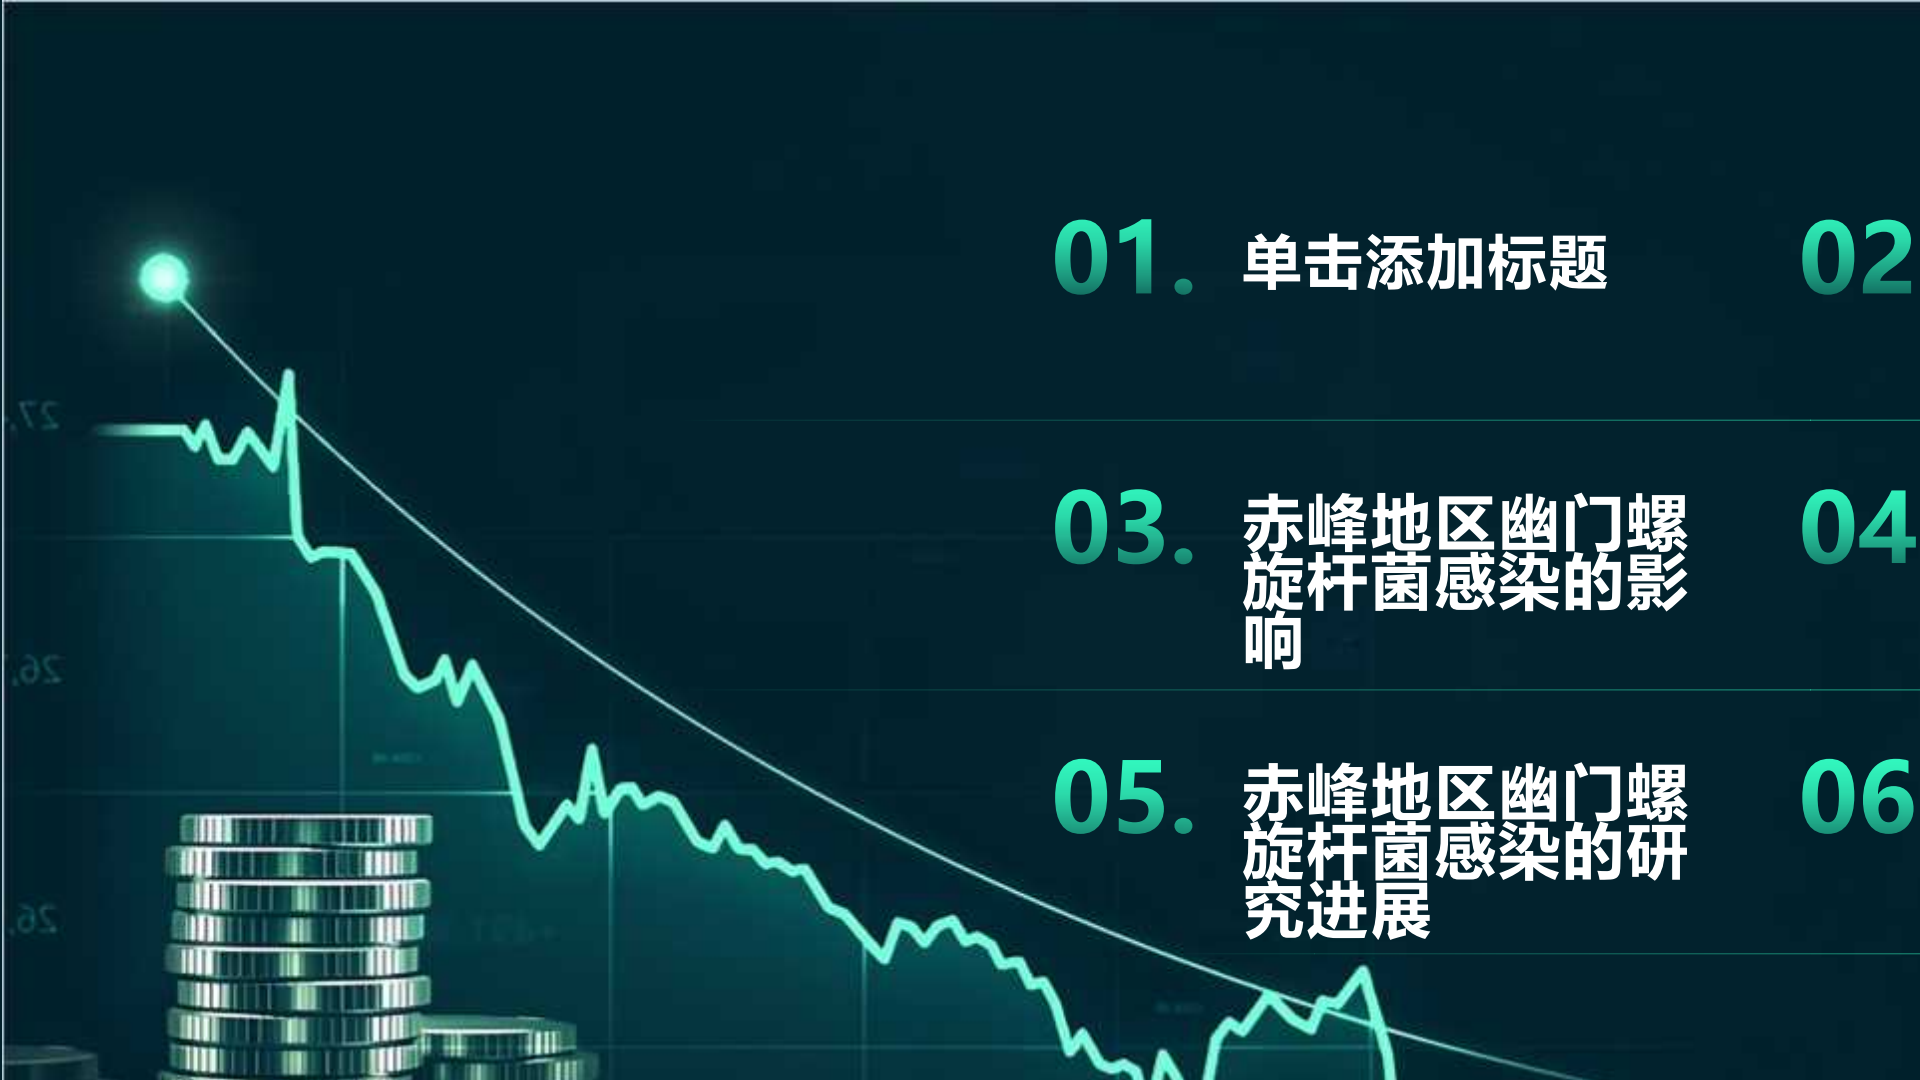 01.
单击添加标题
02
03.
赤峰地区幽门螺
旋杆菌感染的影
响
04
05.
赤峰地区幽门螺
旋杆菌感染的研
究进展
06